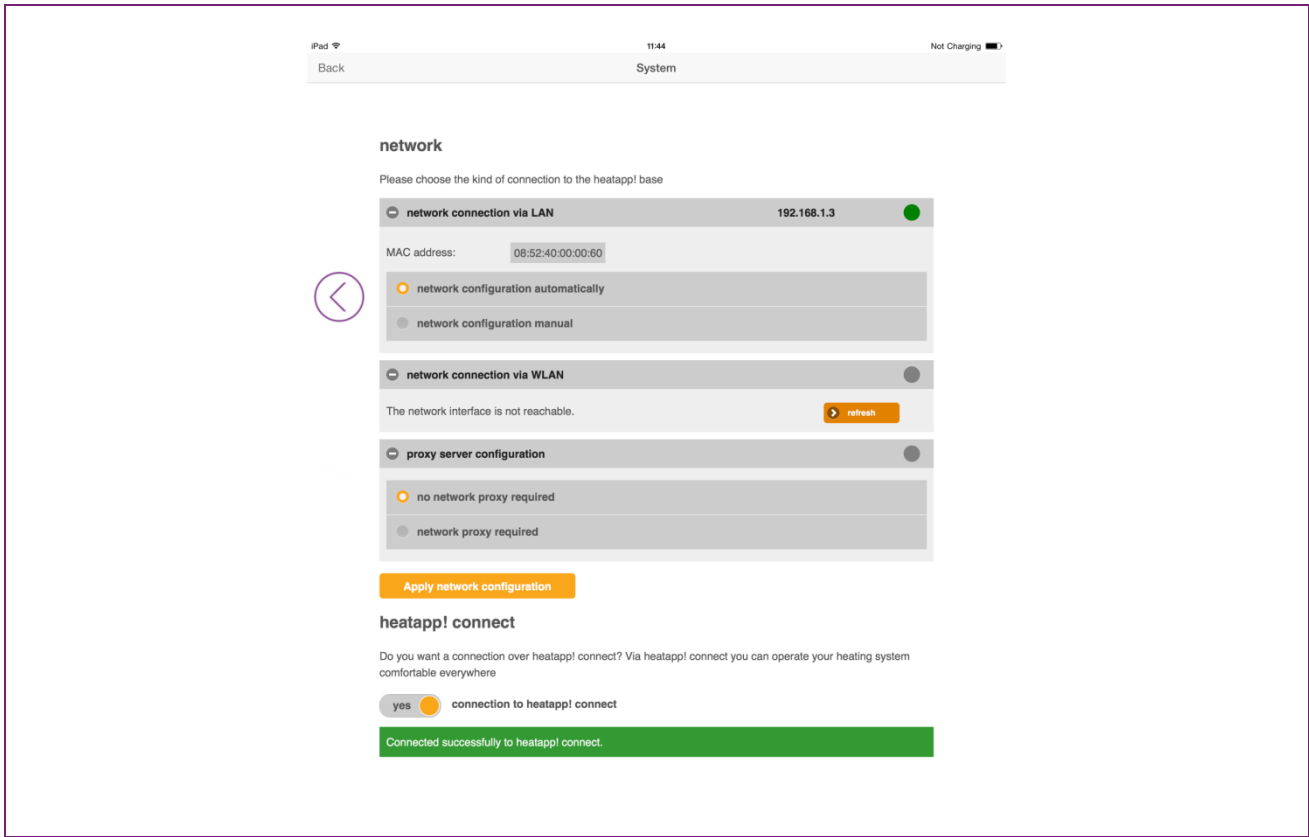 iPad 11:44 Not Charging
Back System
network
Please choose the kind of connection to the heatapp! base
network connection via LAN 192.168.1.3
MAC address: 08:52:40:00:00:60
network configuration automatically
network configuration manual
network connection via WLAN
The network interface is not reachable.
refresh
proxy server configuration
no network proxy required
network proxy required
Apply network configuration
heatapp! connect
Do you want a connection over heatapp! connect? Via heatapp! connect you can operate your heating system
comfortable everywhere
yes connection to heatapp! connect
Connected successfully to heatapp! connect.